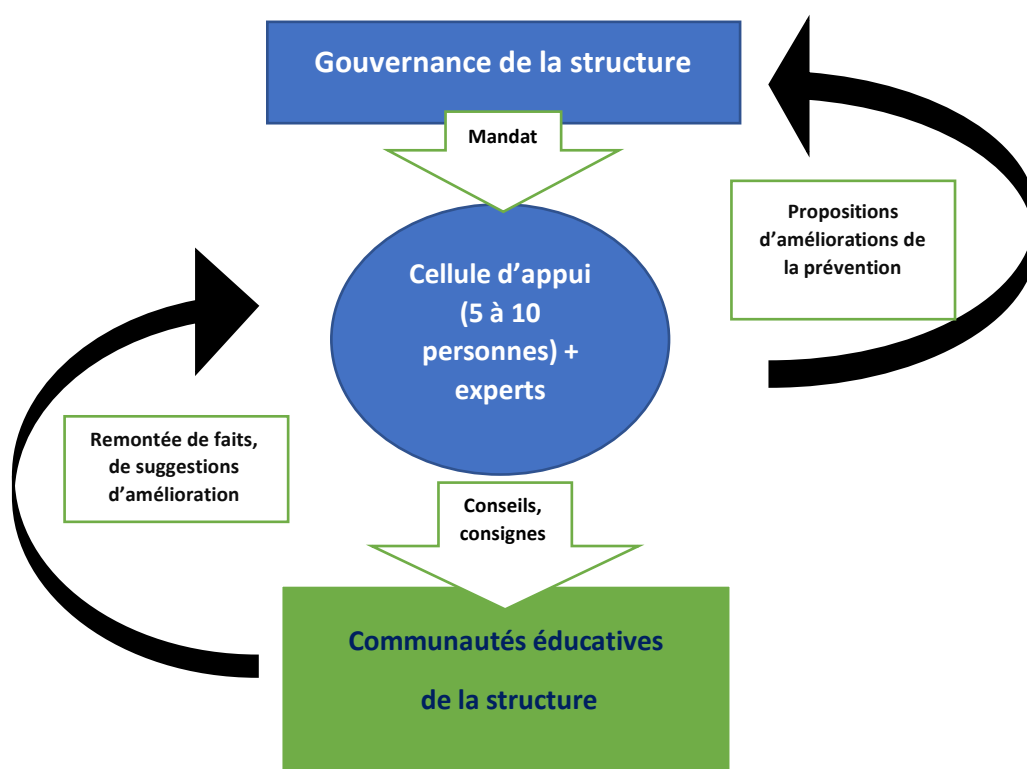 Gouvernance de la structure
Mandat
Propositions
d’améliorations de
la prévention
Cellule d’appui
(5 à 10
personnes) +
experts
Remontée de faits,
de suggestions
d’amélioration
Conseils,
consignes
Communautés éducatives
de la structure